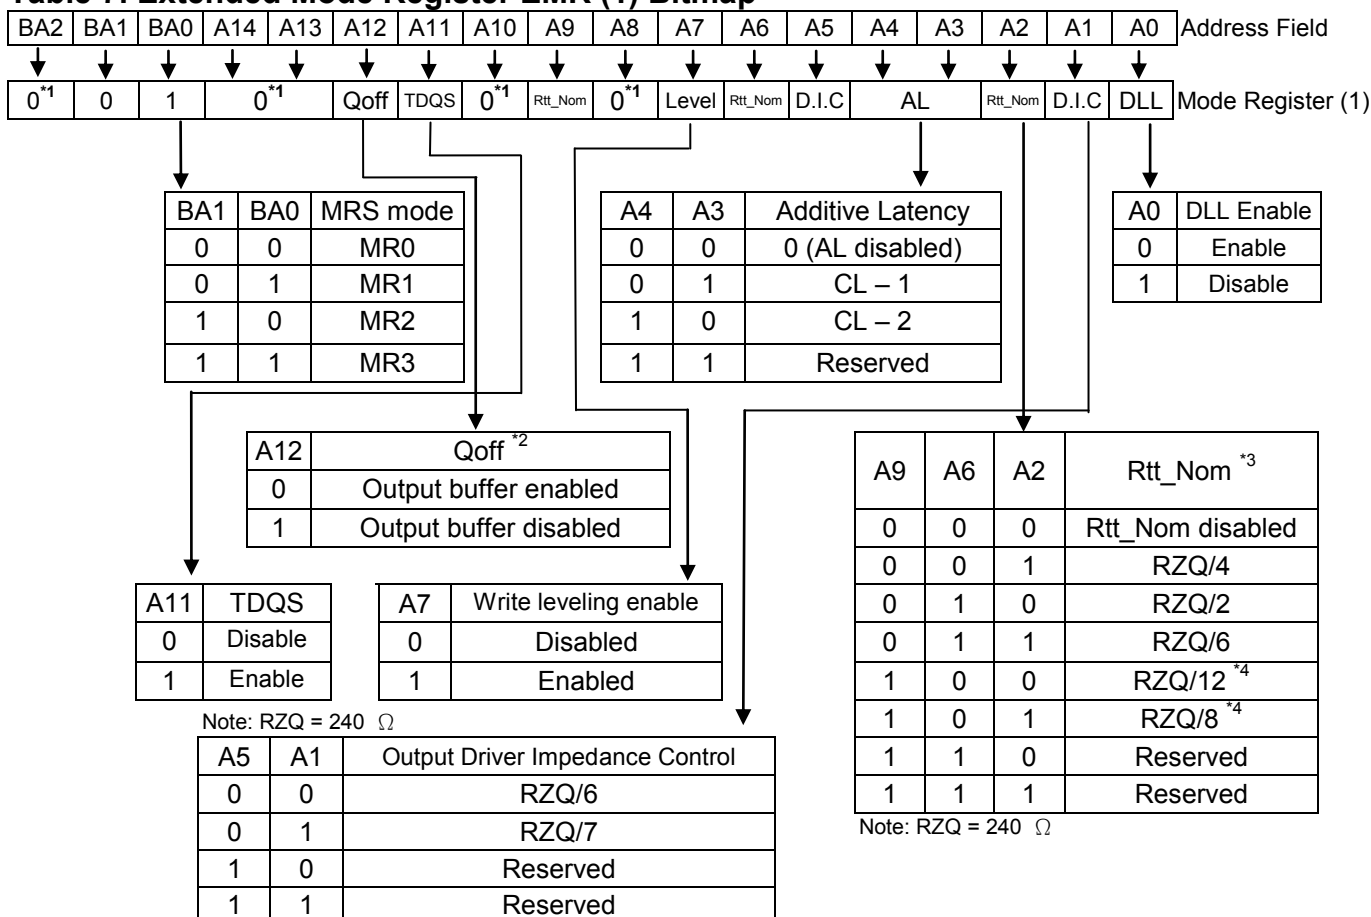 Table 7. Extended Mode Register EMR (1) Bitmap
BA2 BA1 BA0 A14 A13 A12 A11 A10 A9 A8 A7 A6 A5 A4 A3 A2 A1 A0 Address Field
0*1 0 1 0*1 Qoff TDQS 0*1 Rtt_Nom 0*1 Level Rtt_Nom D.I.C AL Rtt_Nom D.I.C DLL Mode Register (1)
BA1 BA0 MRS mode
0 0 MR0
0 1 MR1
1 0 MR2
1 1 MR3
A4 A3 Additive Latency
0 0 0 (AL disabled)
0 1 CL – 1
1 0 CL – 2
1 1 Reserved
A0 DLL Enable
0 Enable
1 Disable
A12 Qoff *2
0 Output buffer enabled
1 Output buffer disabled
A9 A6 A2 Rtt_Nom *3
0 0 0 Rtt_Nom disabled
0 0 1 RZQ/4
0 1 0 RZQ/2
0 1 1 RZQ/6
1 0 0 RZQ/12 *4
1 0 1 RZQ/8 *4
1 1 0 Reserved
1 1 1 Reserved
Note: RZQ = 240 Ω
A11 TDQS
0 Disable
1 Enable
A7 Write leveling enable
0 Disabled
1 Enabled
Note: RZQ = 240 Ω
A5 A1 Output Driver Impedance Control
0 0 RZQ/6
0 1 RZQ/7
1 0 Reserved
1 1 Reserved